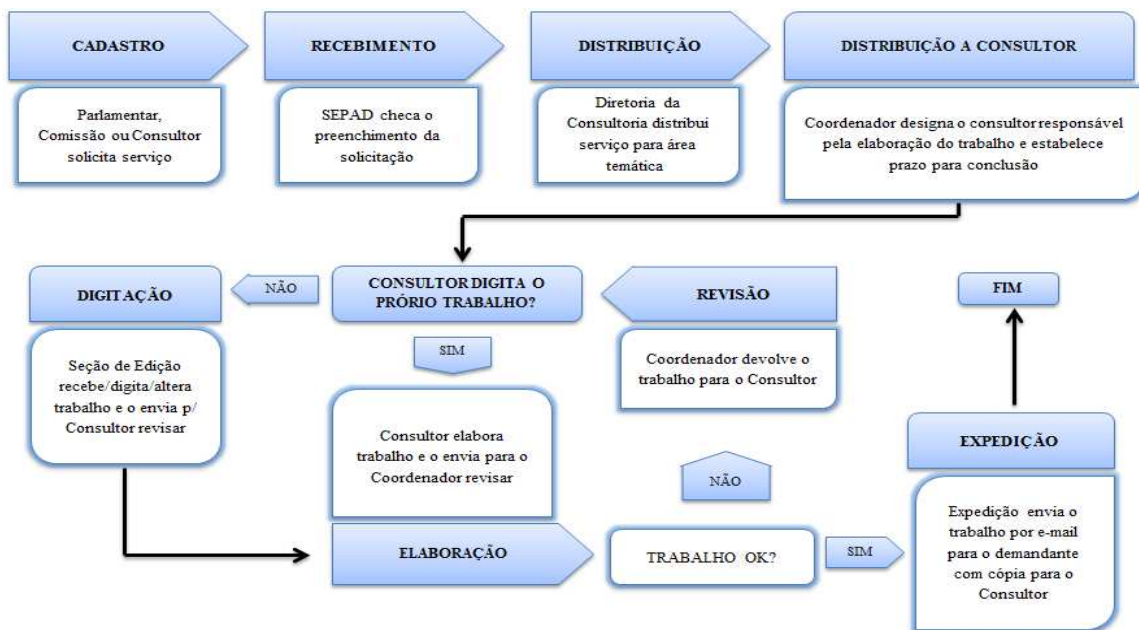 CADASTRO
Parlamentar,
Comissão ou Consultor
solicita serviço
RECEBIMENTO
SEPAD checa o
preenchimento da
solicitação
DISTRIBUIÇÃO
Diretoria da
Consultoria distribui
serviço para área
temática
DISTRIBUIÇÃO A CONSULTOR
Coordenador designa o consultor responsável
pela elaboração do trabalho e estabelece
prazo para conclusão
CONSULTOR DIGITA O
PRÓRIO TRABALHO?
NÃO
DIGITAÇÃO
Seção de Edição
recebe/digita/altera
trabalho e o envia p/
Consultor revisar
SIM
Consultor elabora
trabalho e o envia para o
Coordenador revisar
ELABORAÇÃO
TRABALHO OK?
NÃO
REVISÃO
Coordenador devolve o
trabalho para o Consultor
SIM
EXPEDIÇÃO
Expedição envia o
trabalho por e-mail
para o demandante
com cópia para o
Consultor
FIM